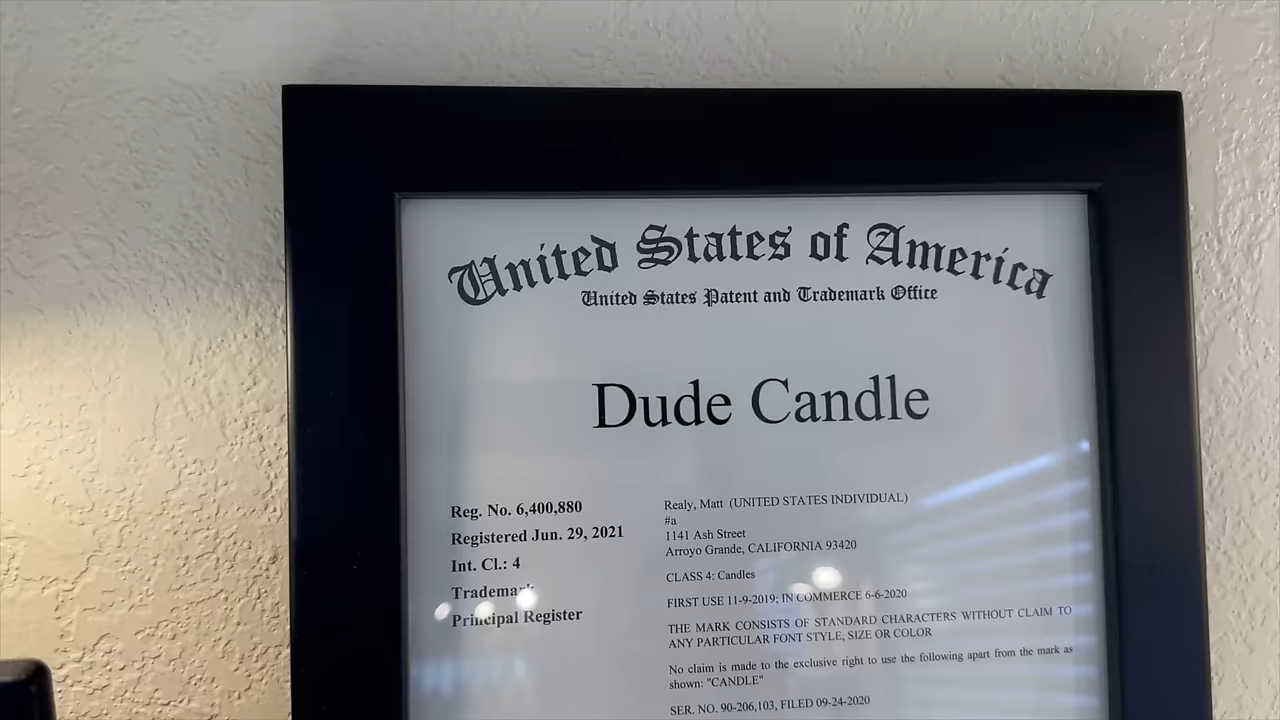 United States of America
United States Patent and Trademark Office
Dude Candle
Reg. No. 6,400,880
Registered Jun. 29, 2021
Int. Cl.: 4
Trademark
Principal Register
Realy, Matt (UNITED STATES INDIVIDUAL)
#a
1141 Ash Street
Arroyo Grande, CALIFORNIA 93420
CLASS 4: Candles
FIRST USE 11-9-2019; IN COMMERCE 6-6-2020
THE MARK CONSISTS OF STANDARD CHARACTERS WITHOUT CLAIM TO
ANY PARTICULAR FONT STYLE, SIZE OR COLOR
No claim is made to the exclusive right to use the following apart from the mark as
shown: "CANDLE"
SER. NO. 90-206,103, FILED 09-24-2020